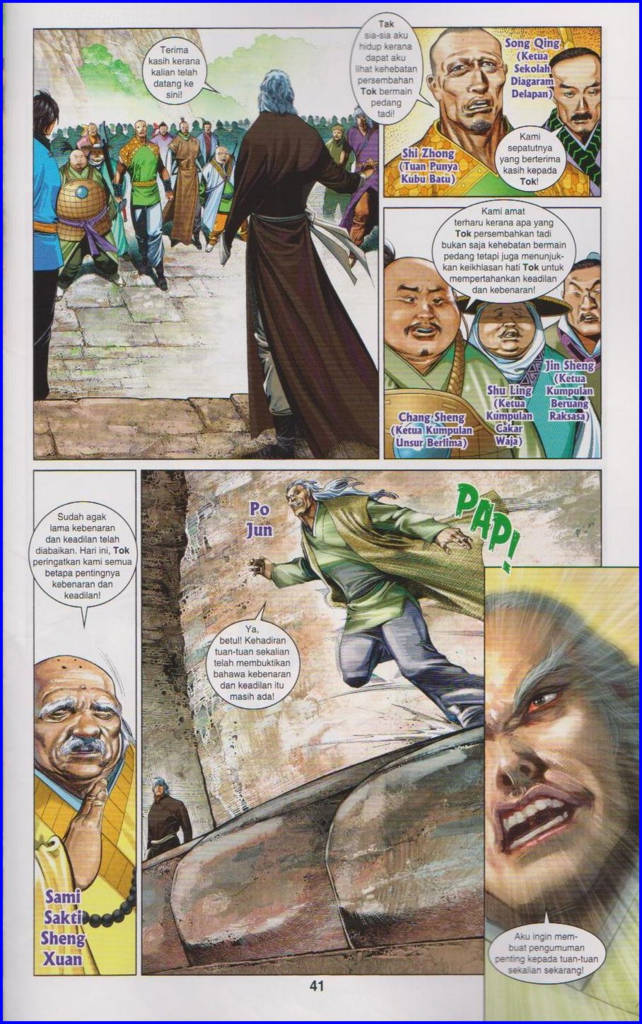 Terima
kasih kerana
kalian telah
datang ke
sini!
Tak
sia-sia aku
hidup kerana
dapat aku
lihat kehebatan
persembahan
Tok bermain
pedang
tadi!
Song Qing
(Ketua
Sekolah
Diagaram
Delapan)
Shi Zhong
(Tuan Punya
Kubu Batu)
Kami
sepatutnya
yang berterima
kasih kepada
Tok!
Kami amat
terharu kerana apa yang
Tok persembahkan tadi
bukan saja kehebatan bermain
pedang tetapi juga menunjuk-
kan keikhlasan hati Tok untuk
mempertahankan keadilan
dan kebenaran!
Chang Sheng
(Ketua Kumpulan
Unsur Berlima)
Shu Ling
(Ketua
Kumpulan
Cakar
Waja)
Jin Sheng
(Ketua
Kumpulan
Beruang
Raksasa)
Sudah agak
lama kebenaran
dan keadilan telah
diabaikan. Hari ini, Tok
peringatkan kami semua
betapa pentingnya
kebenaran dan
keadilan!
Sami
Sakti
Sheng
Xuan
Po
Jun
PAP!
Ya,
betul! Kehadiran
tuan-tuan sekalian
telah membuktikan
bahawa kebenaran
dan keadilan itu
masih ada!
Aku ingin mem-
buat pengumuman
penting kepada tuan-tuan
sekalian sekarang!
41